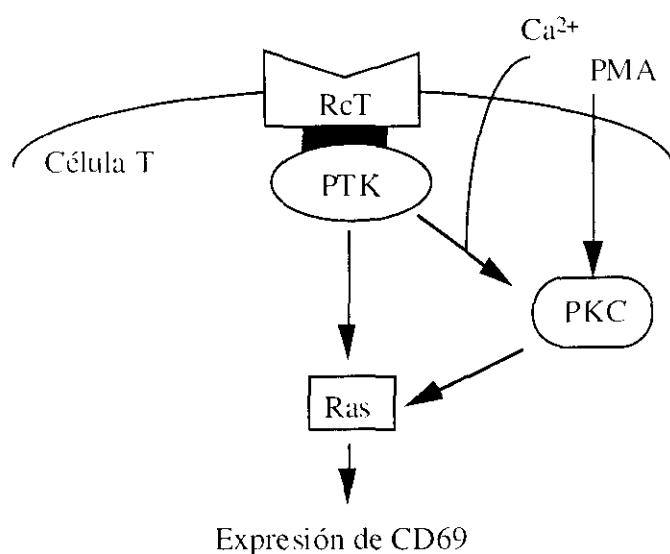 Ca²⁺
PMA
RcT
Célula T
PTK
PKC
Ras
Expresión de CD69